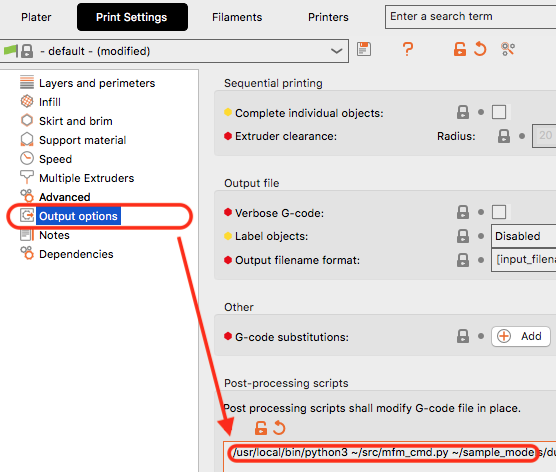 Plater Print Settings Filaments Printers Enter a search term
- default - (modified)
Layers and perimeters
Infill
Skirt and brim
Support material
Speed
Multiple Extruders
Advanced
Output options
Notes
Dependencies
Sequential printing
Complete individual objects:
Extruder clearance: Radius: 20
Output file
Verbose G-code:
Label objects: Disabled
Output filename format: [input_filena
Other
G-code substitutions: Add
Post-processing scripts
Post processing scripts shall modify G-code file in place.
/usr/local/bin/python3 ~/src/mfm_cmd.py ~/sample_models/du